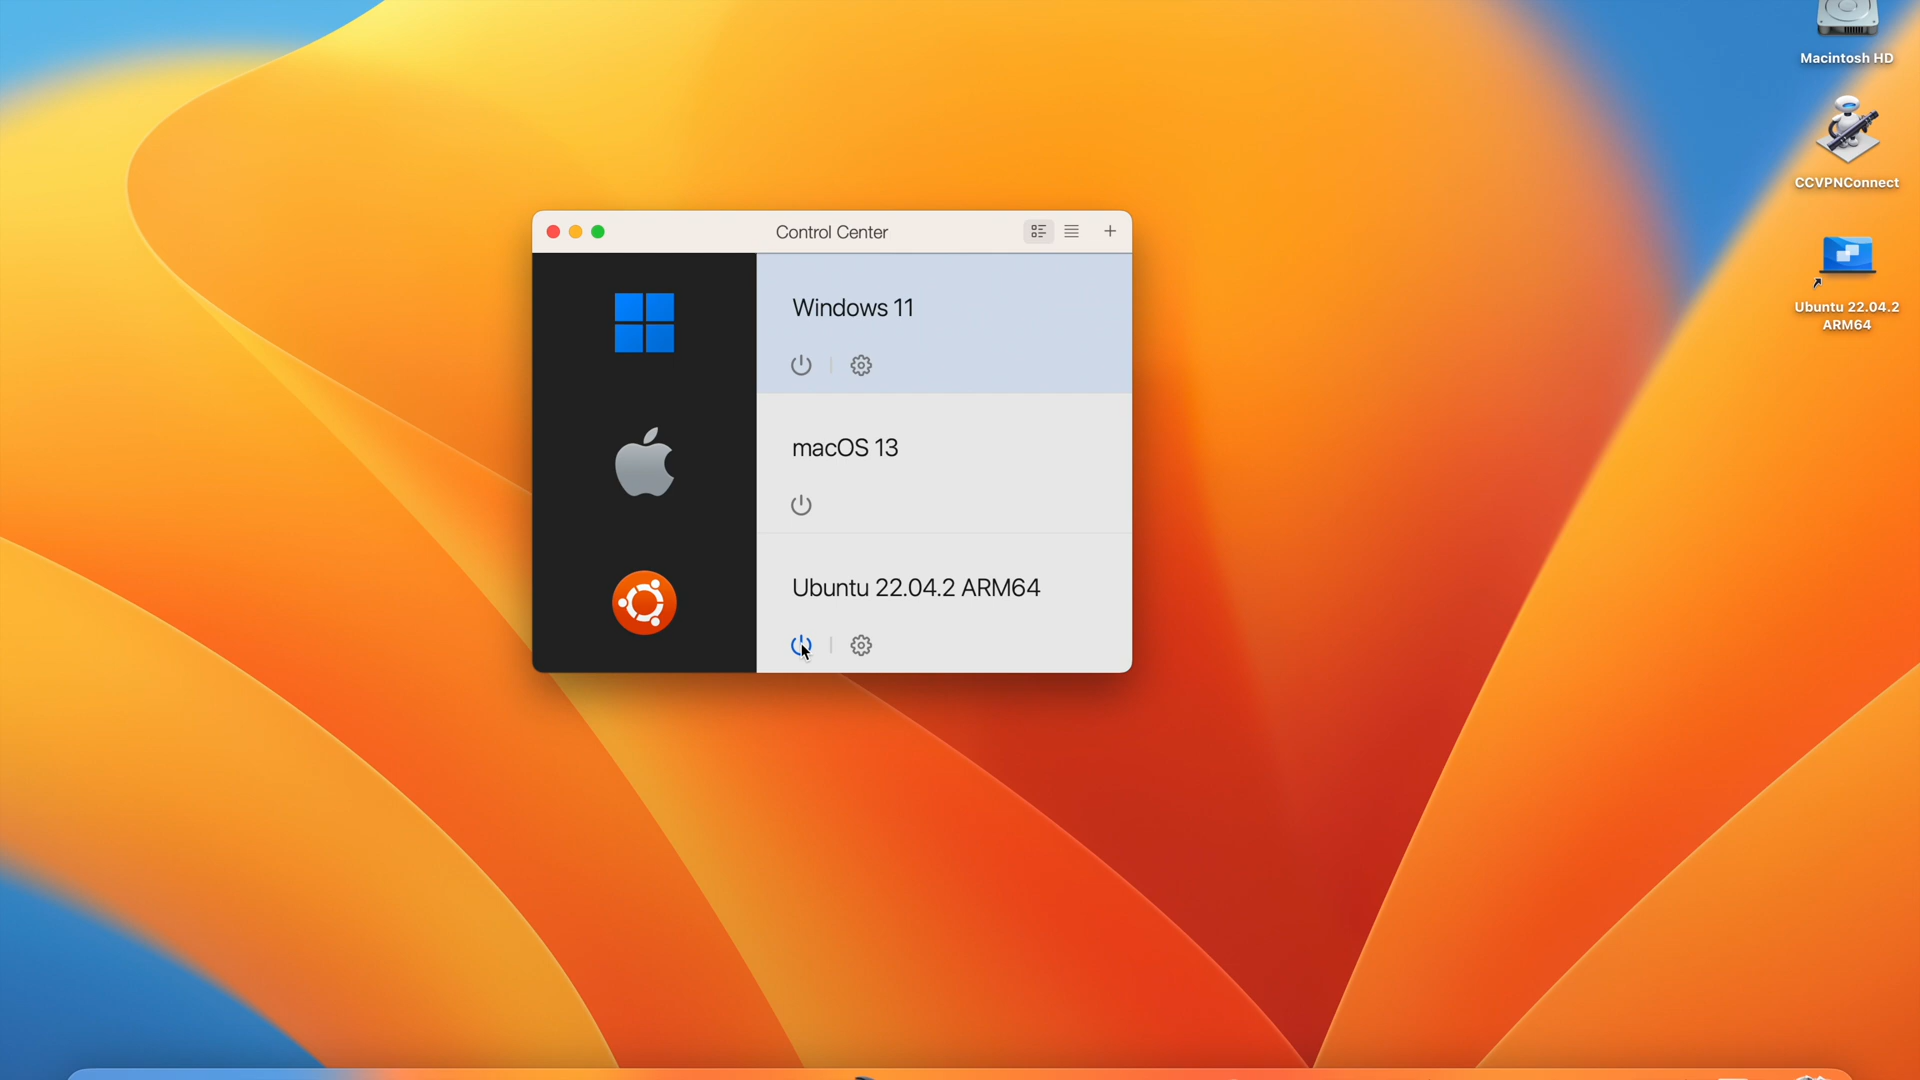 Macintosh HD
CCVPNConnect
Control Center
Windows 11
Ubuntu 22.04.2
ARM64
macOS 13
Ubuntu 22.04.2 ARM64